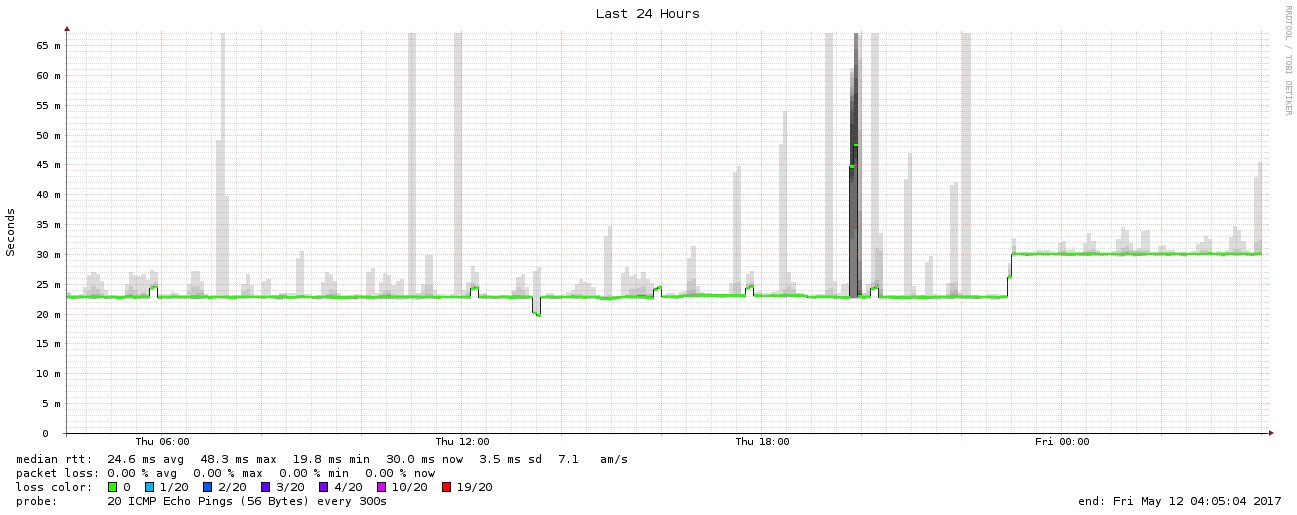 Last 24 Hours
RRDTOOL / TOBI OETIKER
Seconds
65 m
60 m
55 m
50 m
45 m
40 m
35 m
30 m
25 m
20 m
15 m
10 m
5 m
0
Thu 06:00 Thu 12:00 Thu 18:00 Fri 00:00
median rtt: 24.6 ms avg 48.3 ms max 19.8 ms min 30.0 ms now 3.5 ms sd 7.1 am/s
packet loss: 0.00 % avg 0.00 % max 0.00 % min 0.00 % now
loss color: 0 1/20 2/20 3/20 4/20 10/20 19/20
probe: 20 ICMP Echo Pings (56 Bytes) every 300s end: Fri May 12 04:05:04 2017